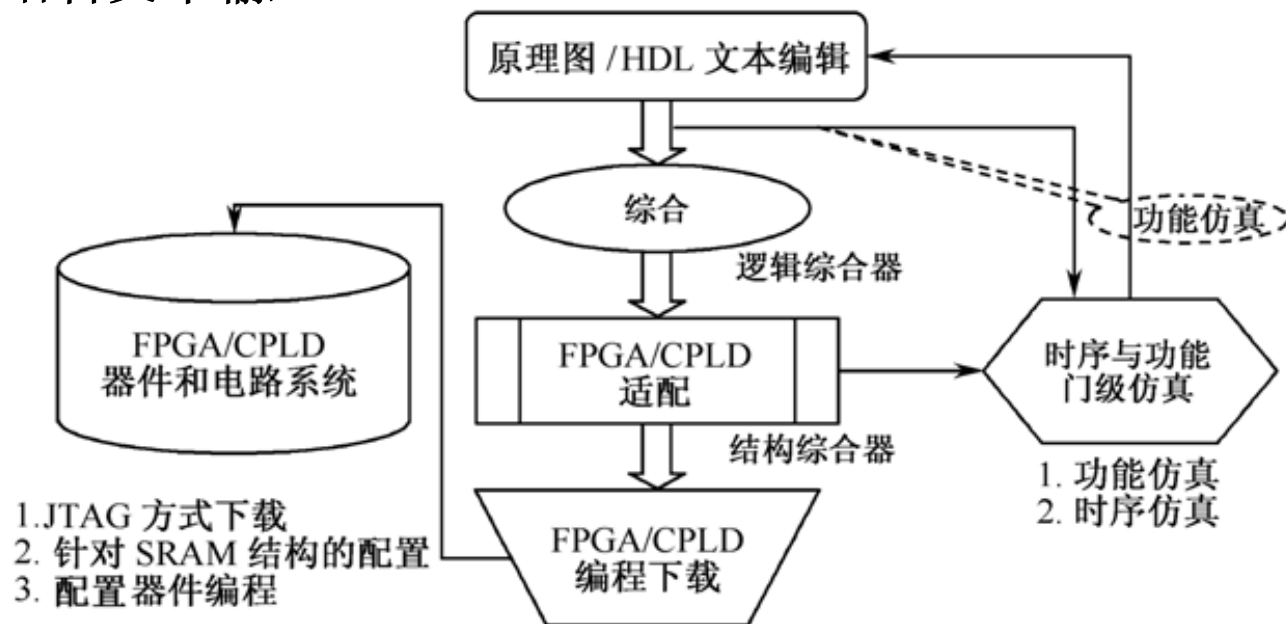 原理图 /HDL 文本编辑
综合
功能仿真
逻辑综合器
FPGA/CPLD
器件和电路系统
FPGA/CPLD
适配
时序与功能
门级仿真
结构综合器
1. 功能仿真
2. 时序仿真
1.JTAG 方式下载
2. 针对 SRAM 结构的配置
3. 配置器件编程
FPGA/CPLD
编程下载